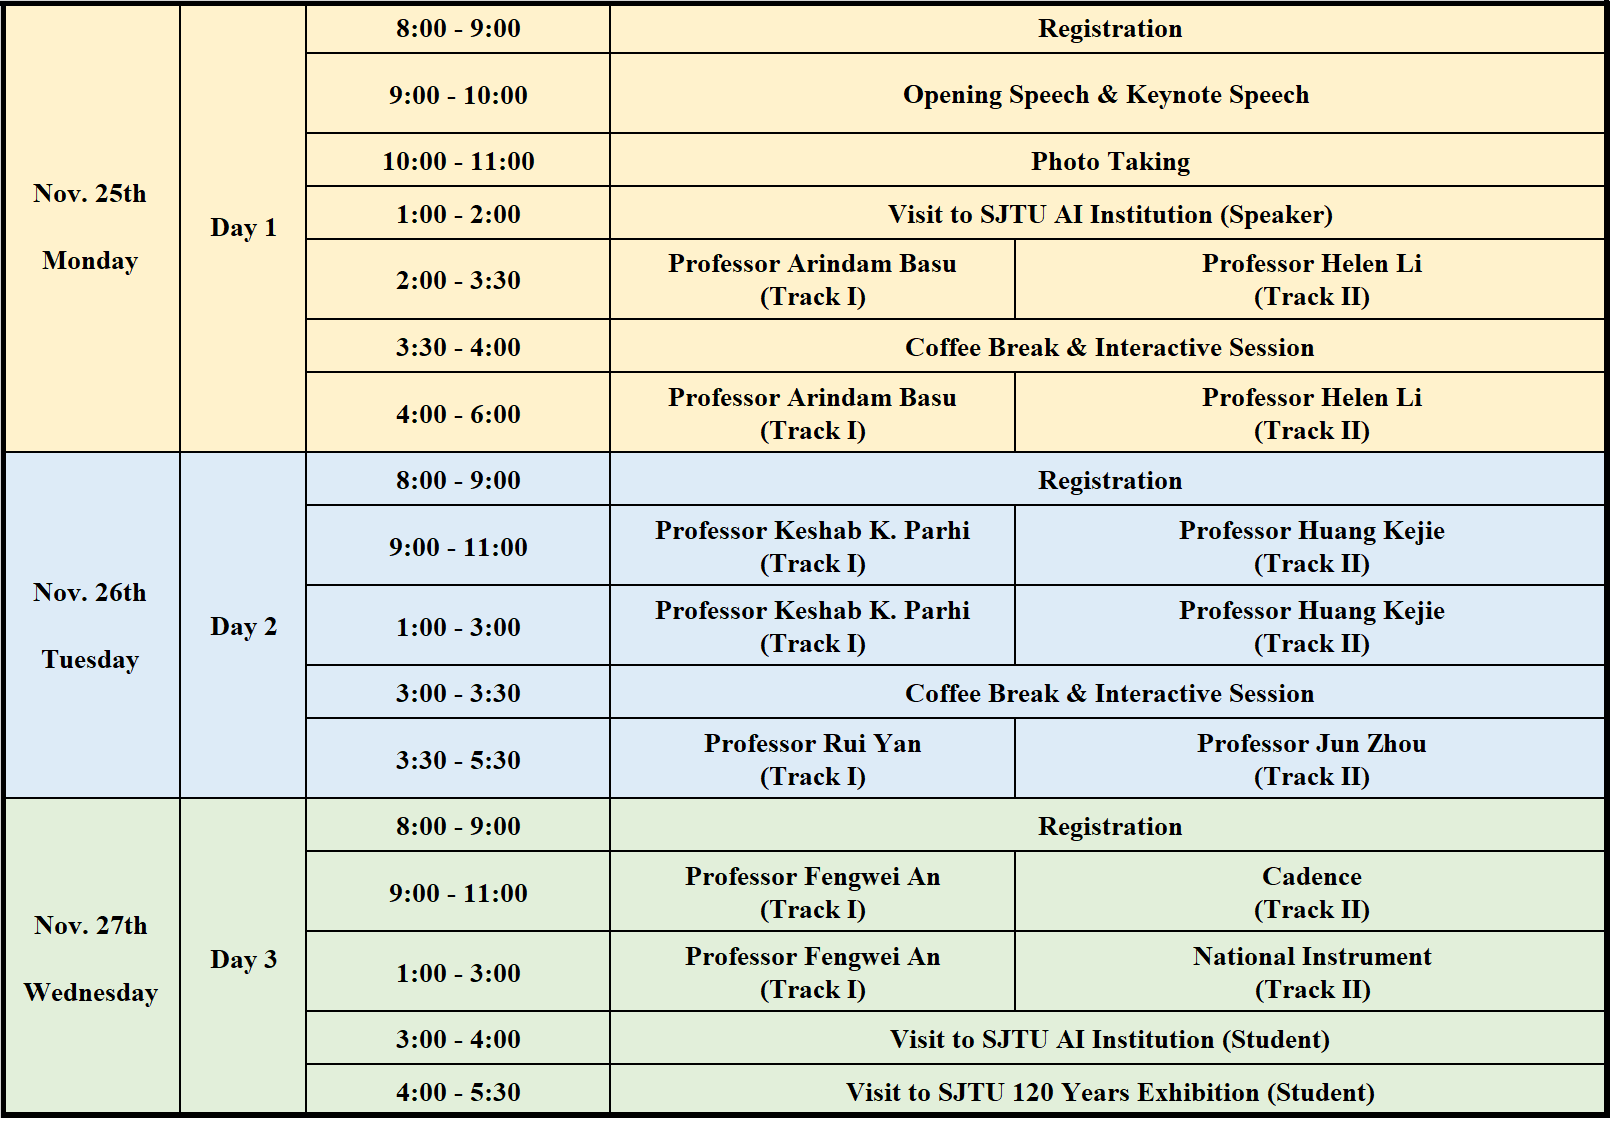 Nov. 25th
Monday
Day 1
8:00 - 9:00
Registration
9:00 - 10:00
Opening Speech & Keynote Speech
10:00 - 11:00
Photo Taking
1:00 - 2:00
Visit to SJTU AI Institution (Speaker)
2:00 - 3:30
Professor Arindam Basu
(Track I)
Professor Helen Li
(Track II)
3:30 - 4:00
Coffee Break & Interactive Session
4:00 - 6:00
Professor Arindam Basu
(Track I)
Professor Helen Li
(Track II)
Nov. 26th
Tuesday
Day 2
8:00 - 9:00
Registration
9:00 - 11:00
Professor Keshab K. Parhi
(Track I)
Professor Huang Kejie
(Track II)
1:00 - 3:00
Professor Keshab K. Parhi
(Track I)
Professor Huang Kejie
(Track II)
3:00 - 3:30
Coffee Break & Interactive Session
3:30 - 5:30
Professor Rui Yan
(Track I)
Professor Jun Zhou
(Track II)
Nov. 27th
Wednesday
Day 3
8:00 - 9:00
Registration
9:00 - 11:00
Professor Fengwei An
(Track I)
Cadence
(Track II)
1:00 - 3:00
Professor Fengwei An
(Track I)
National Instrument
(Track II)
3:00 - 4:00
Visit to SJTU AI Institution (Student)
4:00 - 5:30
Visit to SJTU 120 Years Exhibition (Student)